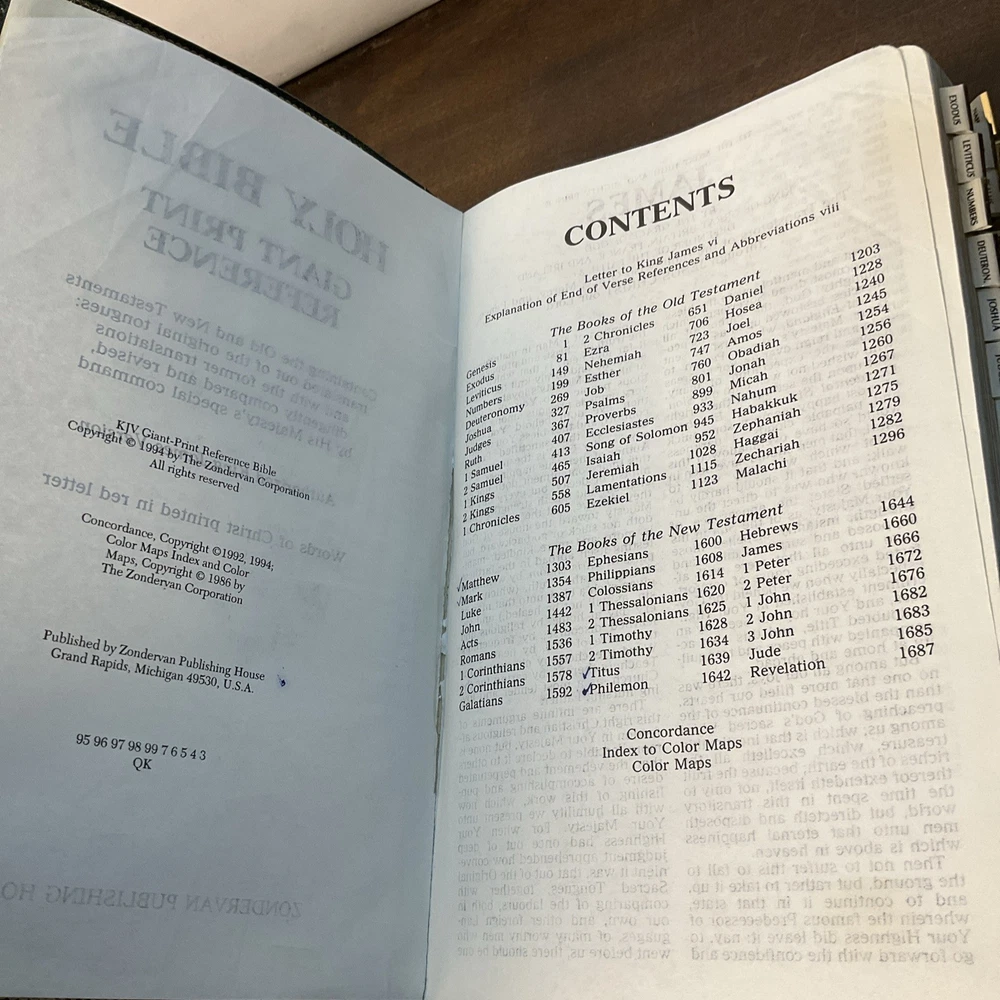 KJV Giant-Print Reference Bible
Copyright © 1994 by The Zondervan Corporation
All rights reserved
Concordance, Copyright ©1992, 1994;
Color Maps Index and Color
Maps, Copyright © 1986 by
The Zondervan Corporation
Published by Zondervan Publishing House
Grand Rapids, Michigan 49530, U.S.A.
95 96 97 98 99 7 6 5 4 3
QK
CONTENTS
Letter to King James vi
Explanation of End of Verse References and Abbreviations viii
The Books of the Old Testament
Genesis 1 2 Chronicles 651 Daniel 1203
Exodus 81 Ezra 706 Hosea 1228
Leviticus 149 Nehemiah 723 Joel 1240
Numbers 199 Esther 747 Amos 1245
Deuteronomy 269 Job 760 Obadiah 1254
Joshua 327 Psalms 801 Jonah 1256
Judges 367 Proverbs 899 Micah 1260
Ruth 407 Ecclesiastes 933 Nahum 1267
1 Samuel 413 Song of Solomon 945 Habakkuk 1271
2 Samuel 465 Isaiah 952 Zephaniah 1275
1 Kings 507 Jeremiah 1028 Haggai 1279
2 Kings 558 Lamentations 1115 Zechariah 1282
1 Chronicles 605 Ezekiel 1123 Malachi 1296
The Books of the New Testament
Matthew 1303 Ephesians 1600 Hebrews 1644
Mark 1354 Philippians 1608 James 1660
Luke 1387 Colossians 1614 1 Peter 1666
John 1442 1 Thessalonians 1620 2 Peter 1672
Acts 1483 2 Thessalonians 1625 1 John 1676
Romans 1536 1 Timothy 1628 2 John 1682
1 Corinthians 1557 2 Timothy 1634 3 John 1683
2 Corinthians 1578 Titus 1639 Jude 1685
Galatians 1592 Philemon 1642 Revelation 1687
Concordance
Index to Color Maps
Color Maps
EXODUS
LEVITICUS
NUMBERS
DEUTERON.
JOSHUA